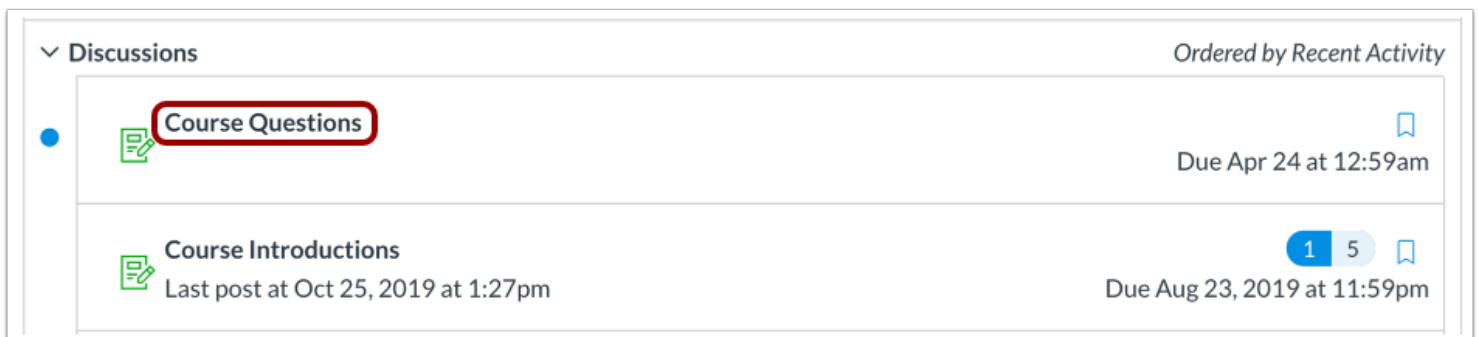 Discussions
Ordered by Recent Activity
Course Questions
Due Apr 24 at 12:59am
Course Introductions
1 5
Last post at Oct 25, 2019 at 1:27pm
Due Aug 23, 2019 at 11:59pm